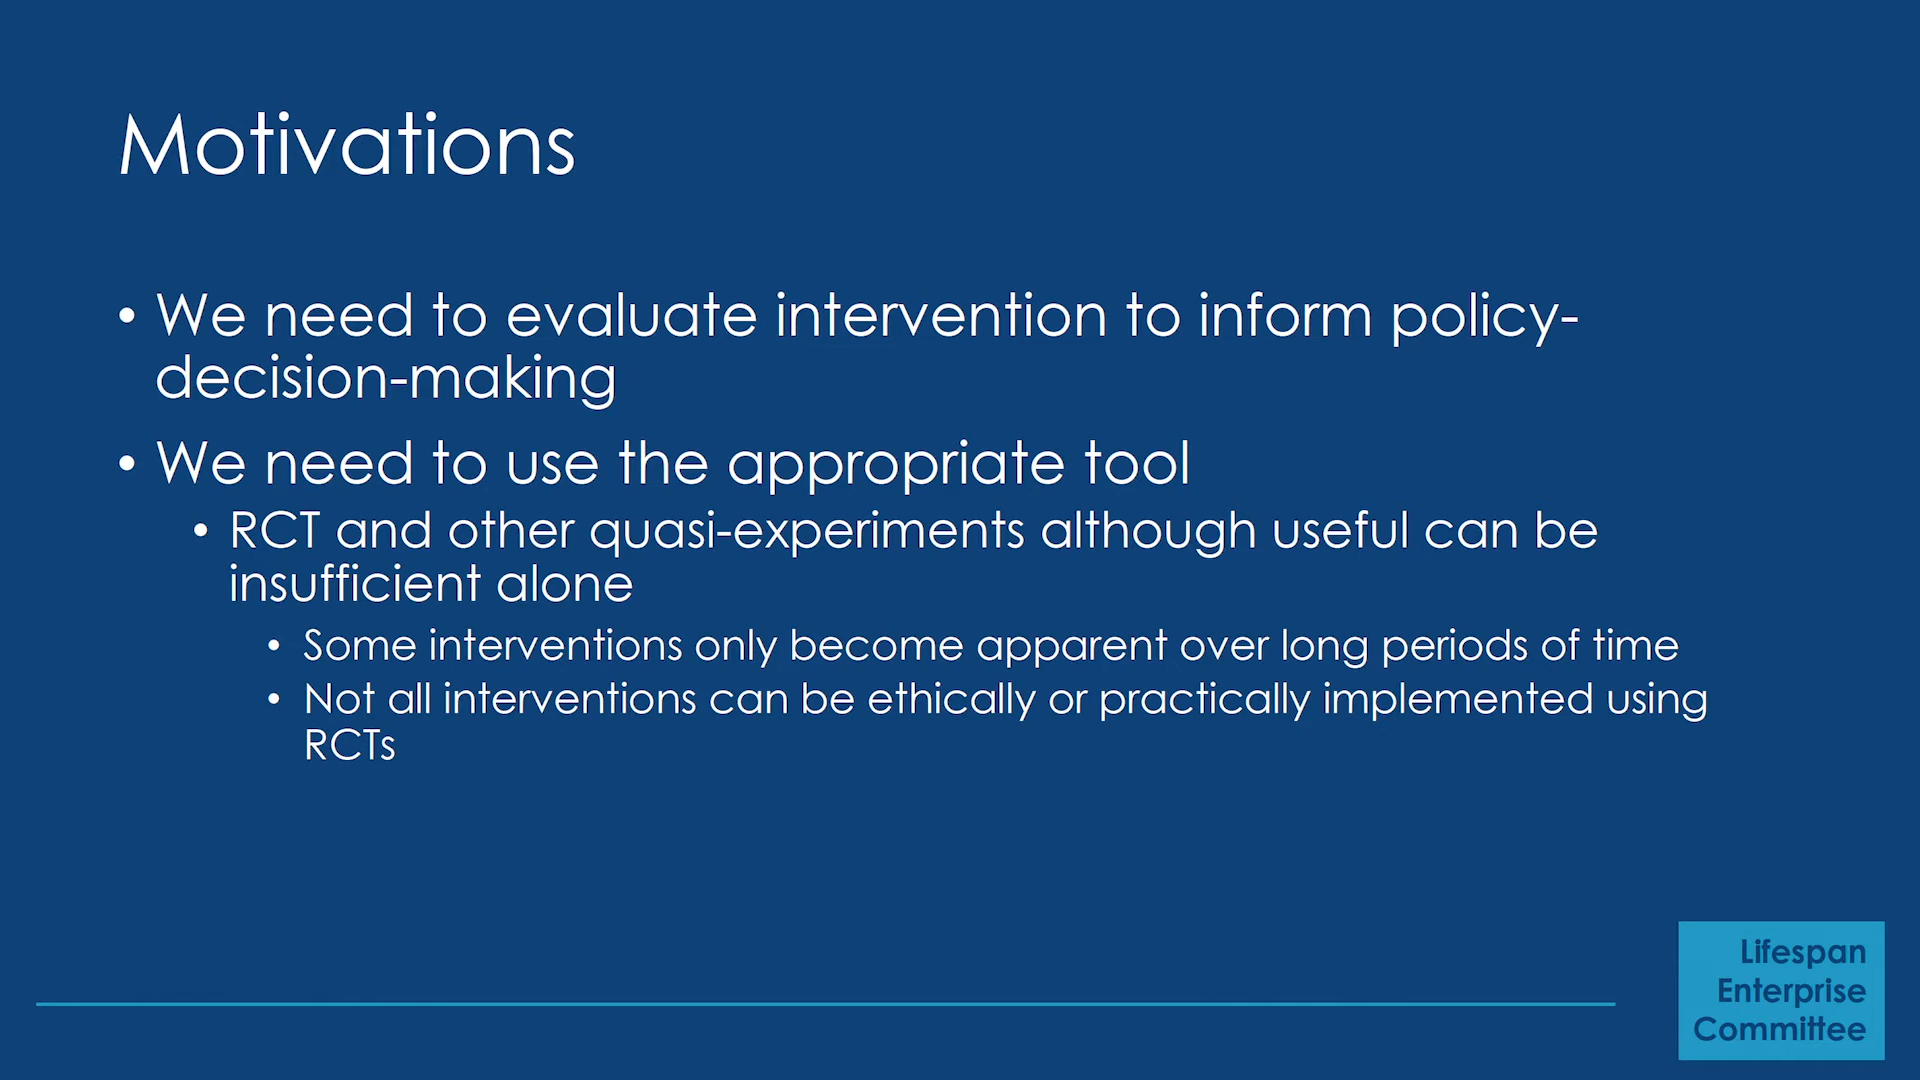 Motivations
• We need to evaluate intervention to inform policy-
decision-making
• We need to use the appropriate tool
• RCT and other quasi-experiments although useful can be
insufficient alone
• Some interventions only become apparent over long periods of time
• Not all interventions can be ethically or practically implemented using
RCTs
Lifespan
Enterprise
Committee